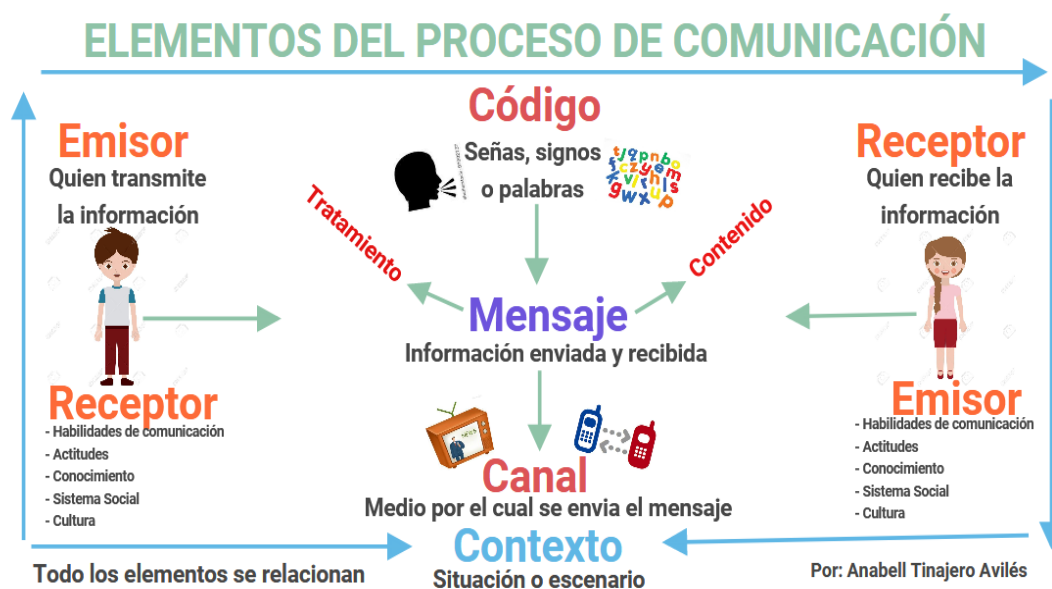 ELEMENTOS DEL PROCESO DE COMUNICACIÓN
Emisor
Quien transmite
la información
Receptor
- Habilidades de comunicación
- Actitudes
- Conocimiento
- Sistema Social
- Cultura
Código
Señas, signos
o palabras
Tratamiento
Contenido
Mensaje
Información enviada y recibida
Canal
Medio por el cual se envia el mensaje
Contexto
Situación o escenario
Receptor
Quien recibe la
información
Emisor
- Habilidades de comunicación
- Actitudes
- Conocimiento
- Sistema Social
- Cultura
Todo los elementos se relacionan
Por: Anabell Tinajero Avilés